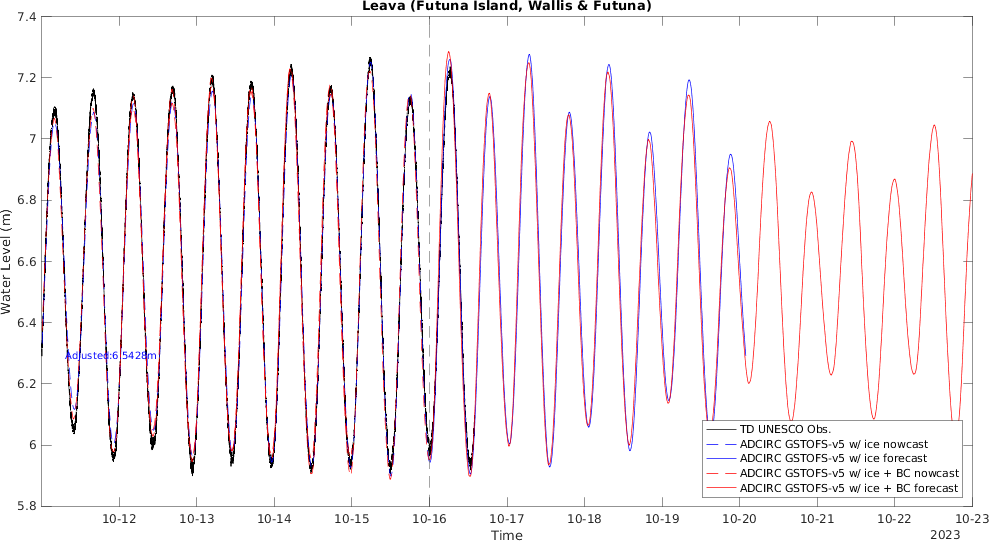 Leava (Futuna Island, Wallis & Futuna)
7.4
7.2
7
6.8
6.6
6.4
6.2
6
5.8
Water Level (m)
Adjusted:6.5428m
TD UNESCO Obs.
ADCIRC GSTOFS-v5 w/ ice nowcast
ADCIRC GSTOFS-v5 w/ ice forecast
ADCIRC GSTOFS-v5 w/ ice + BC nowcast
ADCIRC GSTOFS-v5 w/ ice + BC forecast
10-12 10-13 10-14 10-15 10-16 10-17 10-18 10-19 10-20 10-21 10-22 10-23
Time
2023